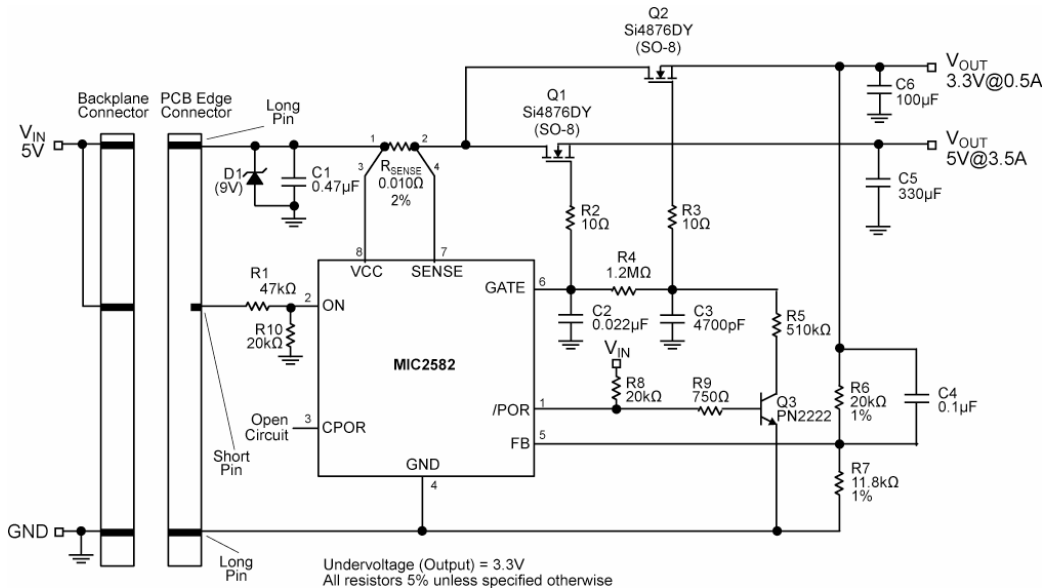 Q2
Si4876DY
(SO-8)
VOUT
3.3V@0.5A
C6
100µF
Backplane
Connector
PCB Edge
Connector
Long
Pin
Q1
Si4876DY
(SO-8)
VIN
5V
1
2
3
4
RSENSE
0.010Ω
2%
D1
(9V)
C1
0.47µF
VOUT
5V@3.5A
C5
330µF
R2
10Ω
R3
10Ω
8
7
VCC
SENSE
R4
1.2MΩ
GATE
6
R1
47kΩ
2
ON
R10
20kΩ
C2
0.022µF
C3
4700pF
R5
510kΩ
MIC2582
VIN
R8
20kΩ
R9
750Ω
/POR
1
Q3
PN2222
R6
20kΩ
1%
C4
0.1µF
Open
Circuit
3
CPOR
FB
5
Short
Pin
GND
4
R7
11.8kΩ
1%
GND
Long
Pin
Undervoltage (Output) = 3.3V
All resistors 5% unless specified otherwise